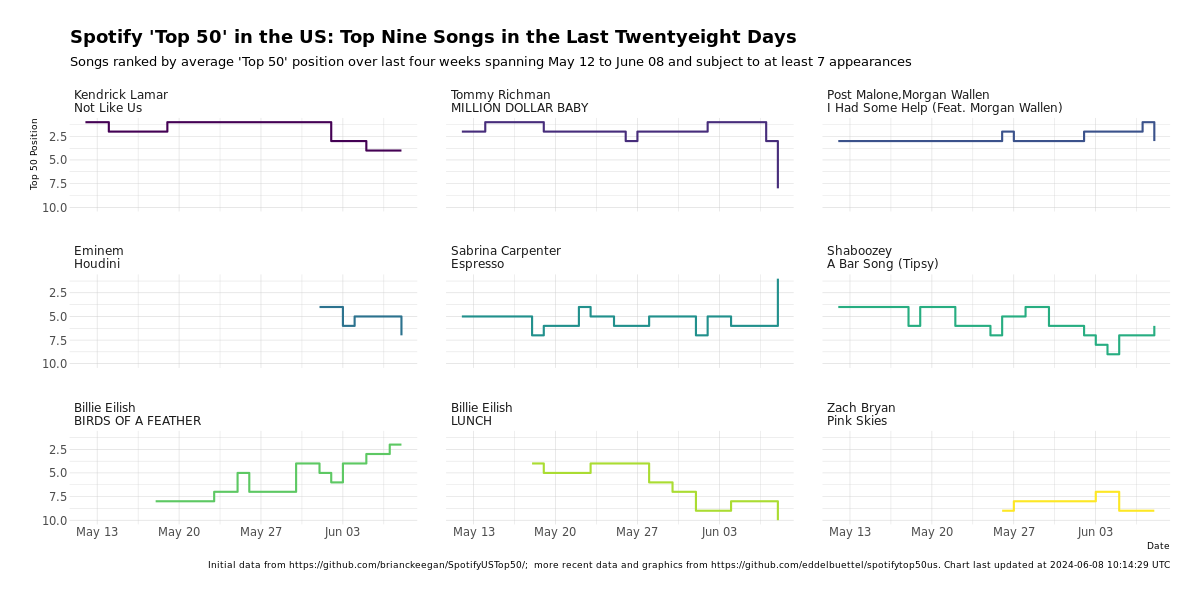 Spotify 'Top 50' in the US: Top Nine Songs in the Last Twentyeight Days
Songs ranked by average 'Top 50' position over last four weeks spanning May 12 to June 08 and subject to at least 7 appearances
Kendrick Lamar
Not Like Us
Tommy Richman
MILLION DOLLAR BABY
Post Malone,Morgan Wallen
I Had Some Help (Feat. Morgan Wallen)
Top 50 Position
2.5
5.0
7.5
10.0
Eminem
Houdini
Sabrina Carpenter
Espresso
Shaboozey
A Bar Song (Tipsy)
2.5
5.0
7.5
10.0
Billie Eilish
BIRDS OF A FEATHER
Billie Eilish
LUNCH
Zach Bryan
Pink Skies
2.5
5.0
7.5
10.0
May 13 May 20 May 27 Jun 03
May 13 May 20 May 27 Jun 03
May 13 May 20 May 27 Jun 03
Date
Initial data from https://github.com/brianckeegan/SpotifyUSTop50/;  more recent data and graphics from https://github.com/eddelbuettel/spotifytop50us. Chart last updated at 2024-06-08 10:14:29 UTC